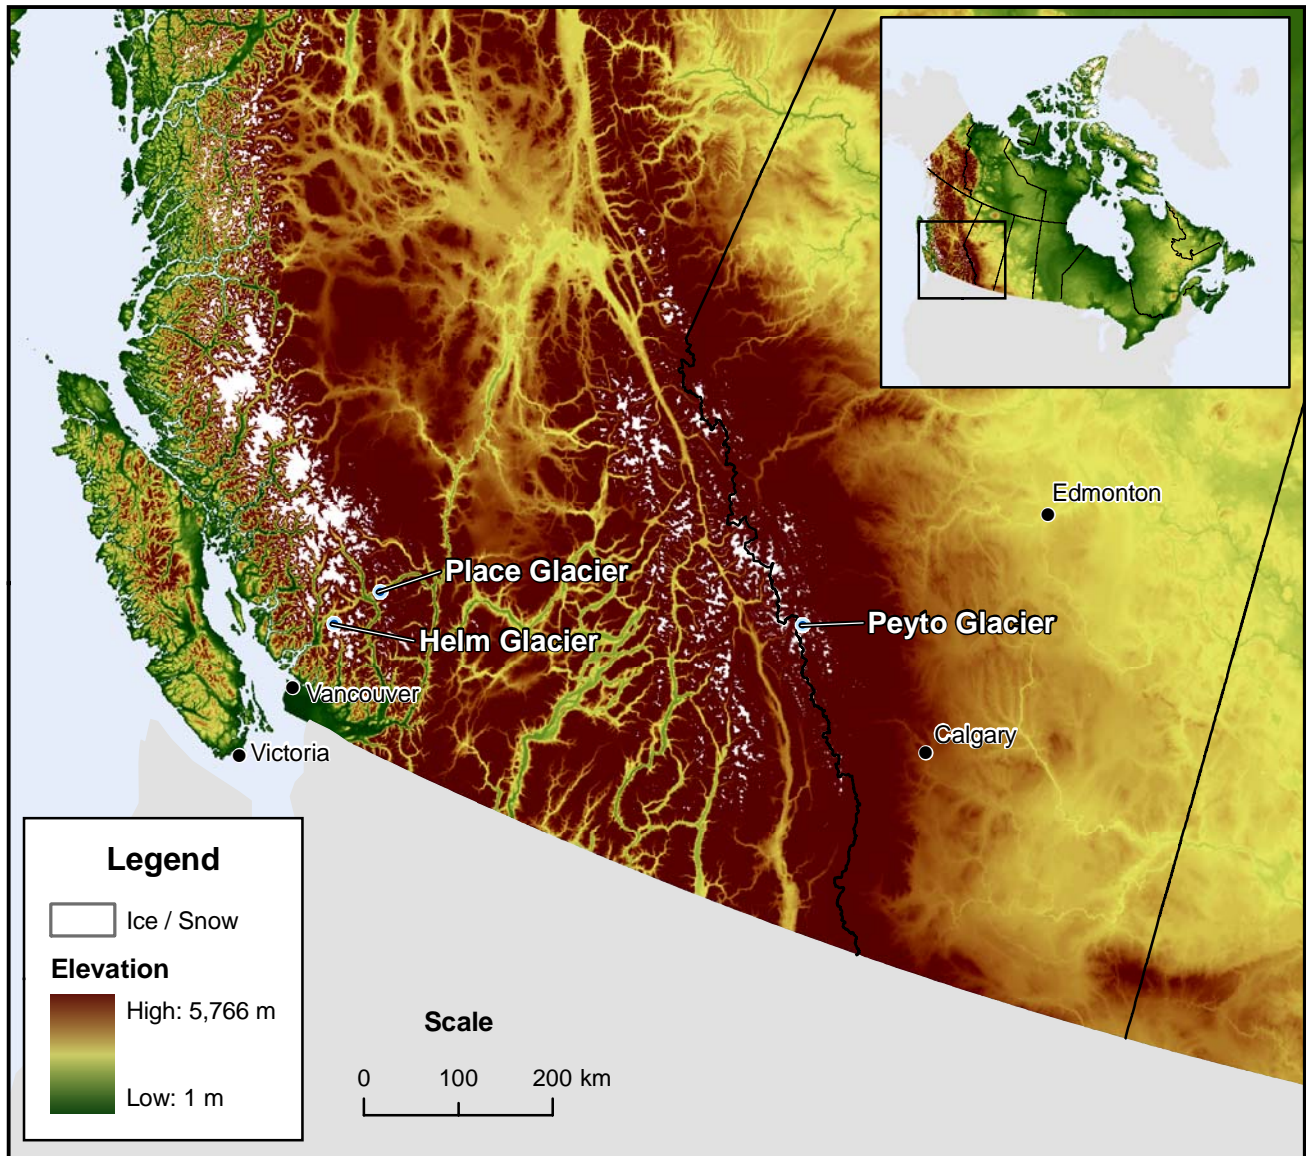 Edmonton
Place Glacier
Peyto Glacier
Helm Glacier
Vancouver
Calgary
Victoria
Legend
Ice / Snow
Elevation
High: 5,766 m
Low: 1 m
Scale
0 100 200 km